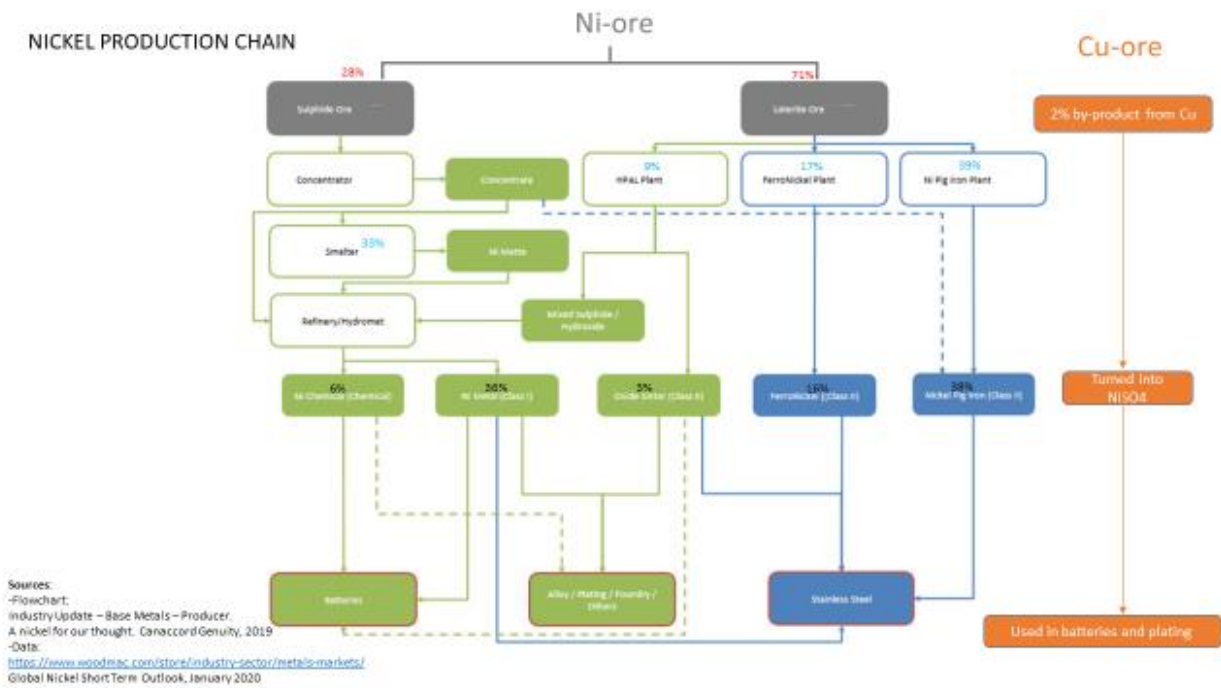 Ni-ore
NICKEL PRODUCTION CHAIN
Cu-ore
28%
71%
Sulphide Ore
Laterite Ore
2% by-product from Cu
Concentrator
Concentrate
9%
HPAL Plant
17%
FerroNickel Plant
39%
Ni Pig Iron Plant
Smelter 33%
Ni Matte
Refinery/Hydromet
Mixed Sulphide /
Hydroxide
6%
Ni Chemical (Chemical)
36%
Ni Metal (Class I)
3%
Oxide Sinter (Class II)
16%
FerroNickel (Class II)
38%
Nickel Pig Iron (Class II)
Turned into
NISO4
Batteries
Alloy / Plating / Foundry /
Others
Stainless Steel
Used in batteries and plating
Sources:
-Flowchart:
Industry Update – Base Metals – Producer.
A nickel for our thought. Canaccord Genuity, 2019
-Data:
https://www.woodmac.com/store/industry-sector/metals-markets/
Global Nickel Short Term Outlook, January 2020